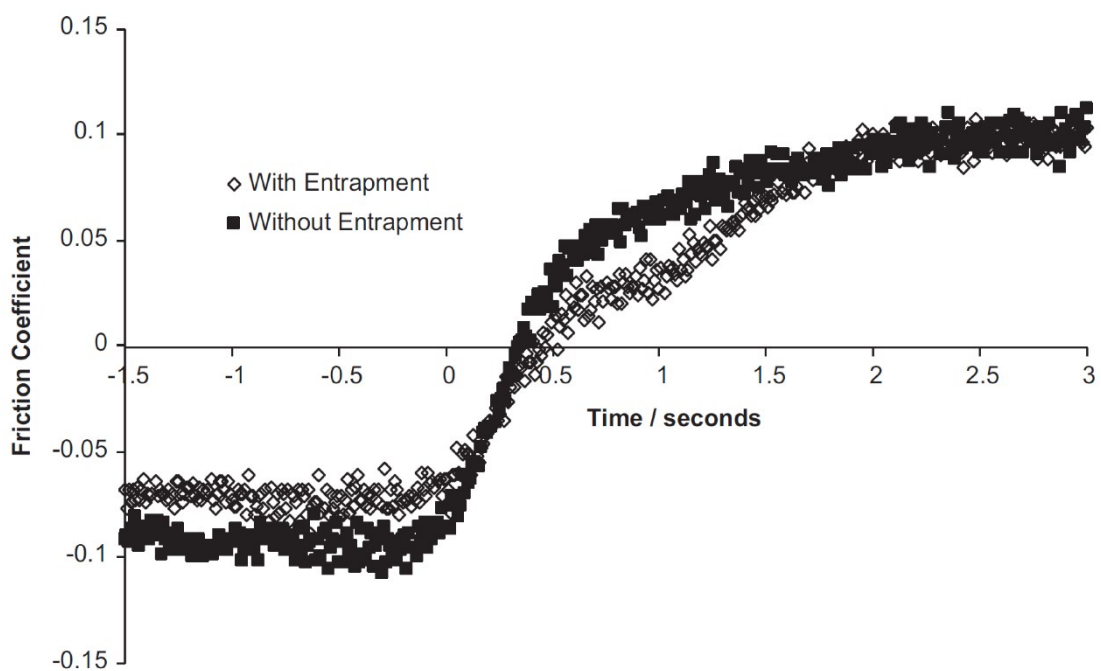 0.15
0.1
With Entrapment
Without Entrapment
0.05
0
-1.5 -1 -0.5 0 0.5 1 1.5 2 2.5 3
Time / seconds
Friction Coefficient
-0.05
-0.1
-0.15